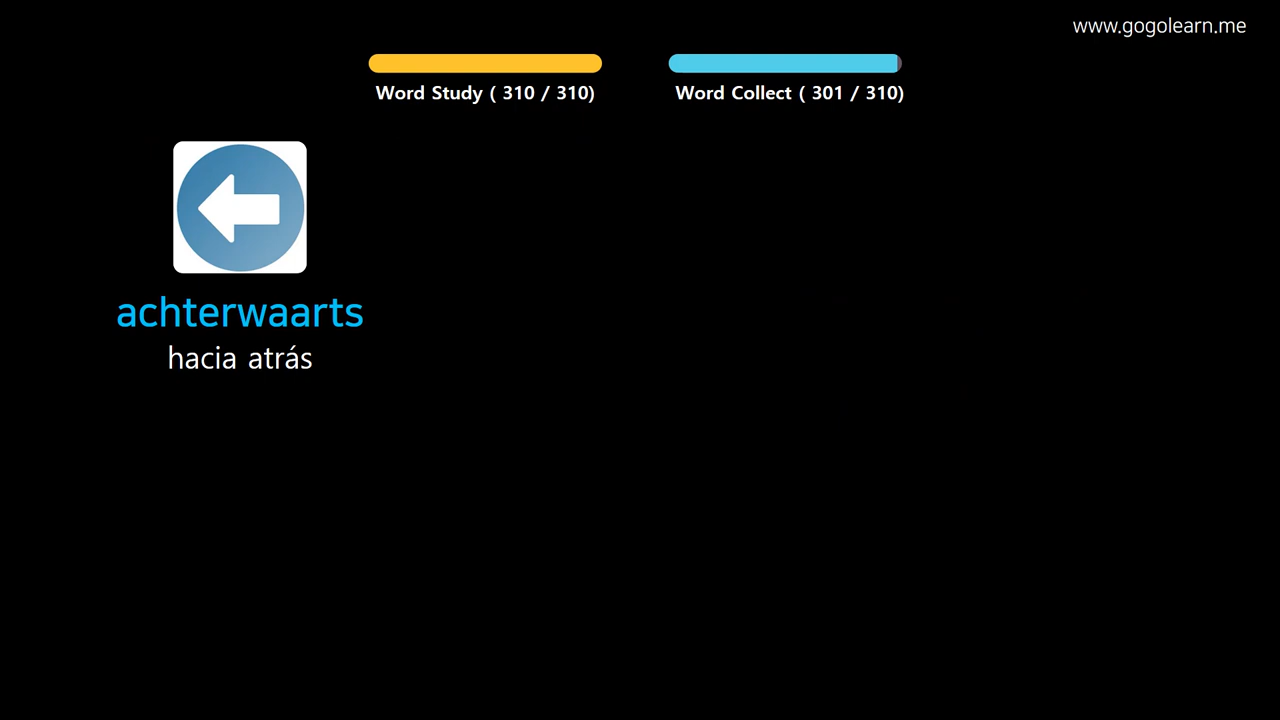 www.gogolearn.me
Word Study ( 310 / 310)
Word Collect ( 301 / 310)
achterwaarts
hacia atrás